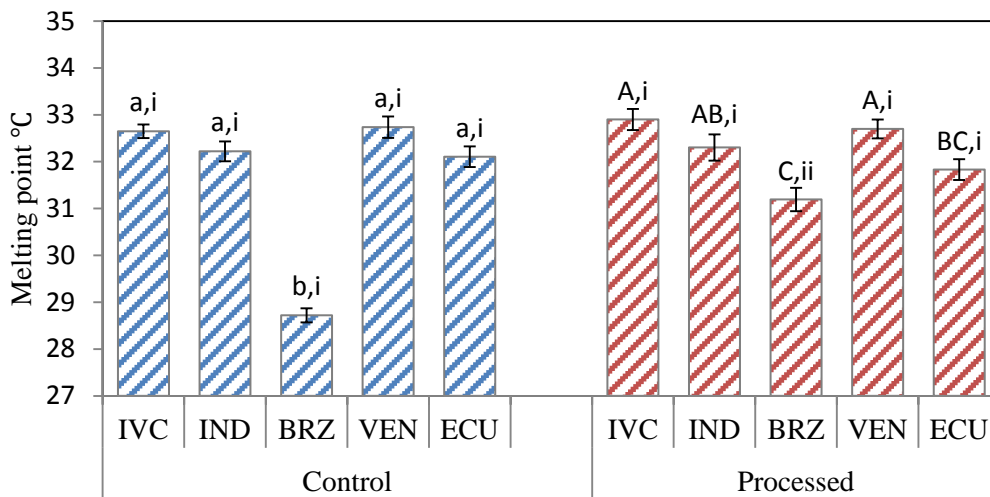 Melting point °C
35
34
33
32
31
30
29
28
27
a,i
a,i
b,i
a,i
a,i
A,i
AB,i
C,ii
A,i
BC,i
IVC IND BRZ VEN ECU IVC IND BRZ VEN ECU
Control Processed